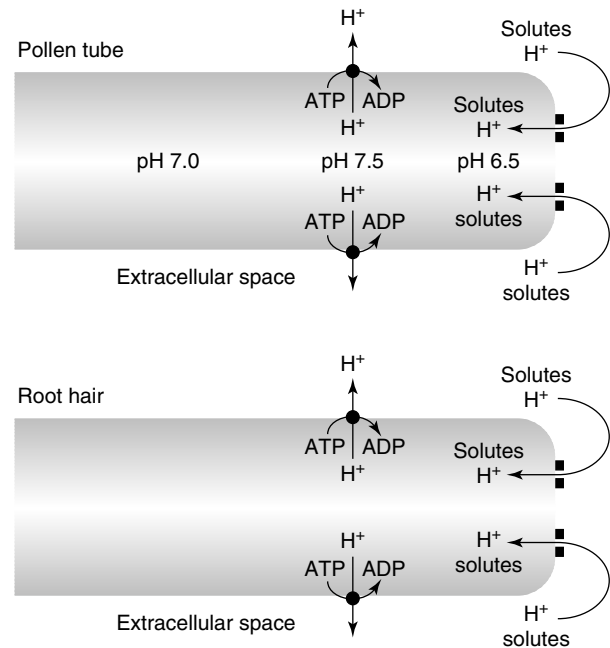 H⁺
Solutes
H⁺
Pollen tube
ATP ADP
H⁺
Solutes
H⁺
pH 7.0 pH 7.5 pH 6.5
H⁺
ATP ADP
H⁺
solutes
Extracellular space
H⁺
solutes
H⁺
Solutes
H⁺
Root hair
ATP ADP
H⁺
Solutes
H⁺
H⁺
ATP ADP
H⁺
solutes
Extracellular space
H⁺
solutes